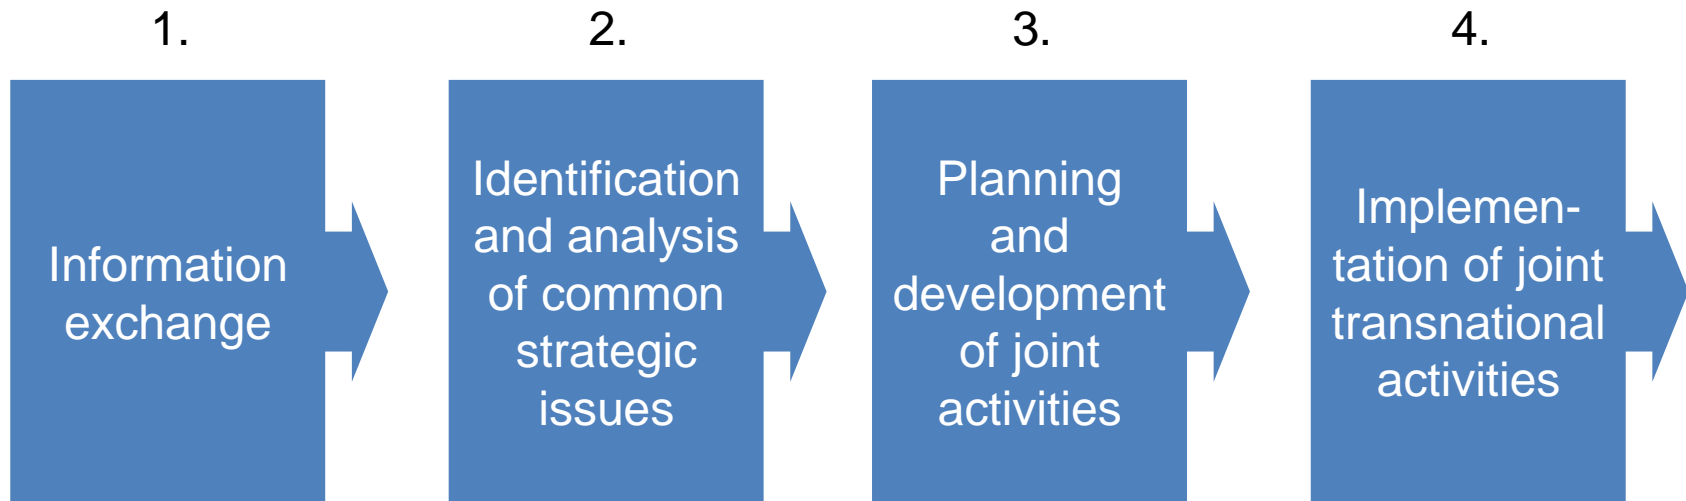 1.
Information
exchange
2.
Identification
and analysis
of common
strategic
issues
3.
Planning
and
development
of joint
activities
4.
Implemen-
tation of joint
transnational
activities